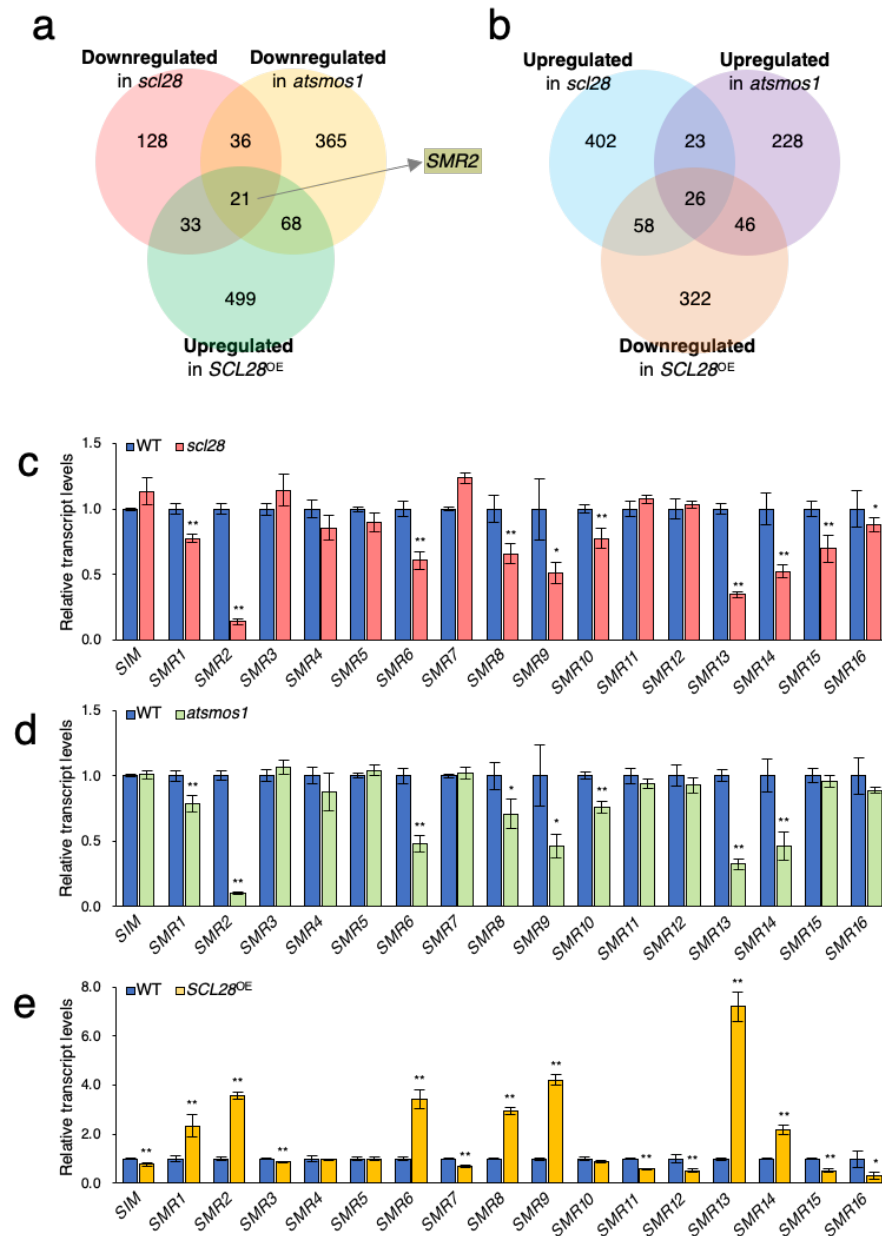 a
Downregulated
in scl28
Downregulated
in atsmos1
128
36
365
SMR2
21
33
68
499
Upregulated
in SCL28OE
b
Upregulated
in scl28
Upregulated
in atsmos1
402
23
228
26
58
46
322
Downregulated
in SCL28OE
c
WT scl28
Relative transcript levels
1.5
1.0
0.5
0.0
** ** ** ** * ** ** ** ** *
SIM SMR1 SMR2 SMR3 SMR4 SMR5 SMR6 SMR7 SMR8 SMR9 SMR10 SMR11 SMR12 SMR13 SMR14 SMR15 SMR16
d
WT atsmos1
Relative transcript levels
1.5
1.0
0.5
0.0
** ** ** * * ** ** **
SIM SMR1 SMR2 SMR3 SMR4 SMR5 SMR6 SMR7 SMR8 SMR9 SMR10 SMR11 SMR12 SMR13 SMR14 SMR15 SMR16
e
WT SCL28OE
Relative transcript levels
8.0
6.0
4.0
2.0
0.0
** ** ** ** ** ** ** ** ** ** ** ** ** *
SIM SMR1 SMR2 SMR3 SMR4 SMR5 SMR6 SMR7 SMR8 SMR9 SMR10 SMR11 SMR12 SMR13 SMR14 SMR15 SMR16